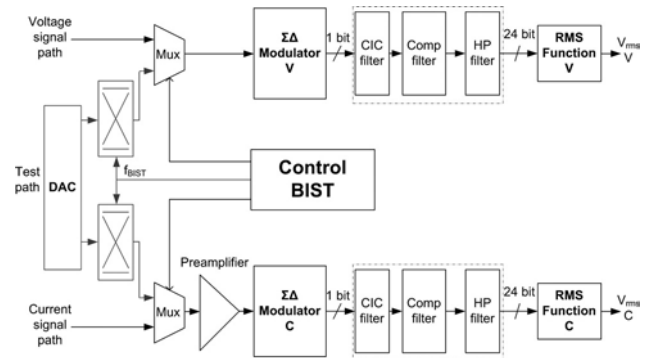 Voltage
signal
path
Mux
ΣΔ
Modulator
V
1 bit
CIC
filter
Comp
filter
HP
filter
24 bit
RMS
Function
V
Vrms
V
Test
path
DAC
fBIST
Control
BIST
Preamplifier
Current
signal
path
Mux
ΣΔ
Modulator
C
1 bit
CIC
filter
Comp
filter
HP
filter
24 bit
RMS
Function
C
Vrms
C